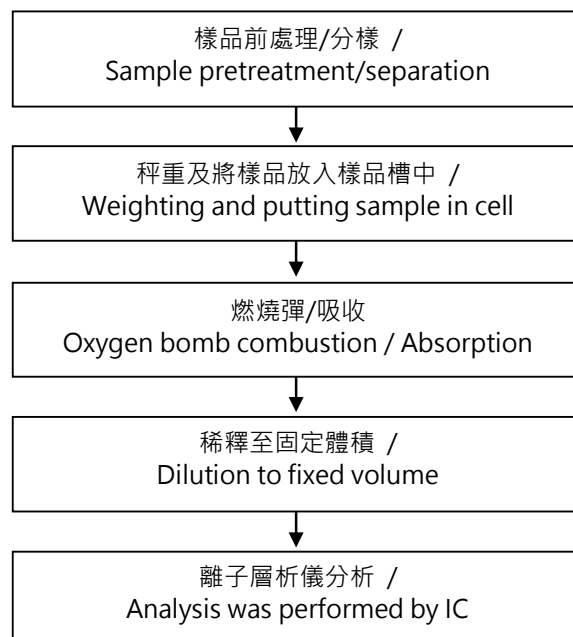 樣品前處理/分樣 /
Sample pretreatment/separation
秤重及將樣品放入樣品槽中 /
Weighting and putting sample in cell
燃燒彈/吸收
Oxygen bomb combustion / Absorption
稀釋至固定體積 /
Dilution to fixed volume
離子層析儀分析 /
Analysis was performed by IC